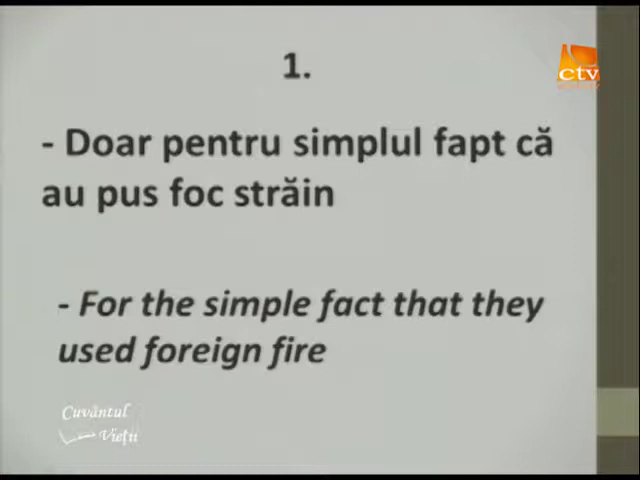 1.
ctv
- Doar pentru simplul fapt că
au pus foc străin
- For the simple fact that they
used foreign fire
Cuvântul
Vieții